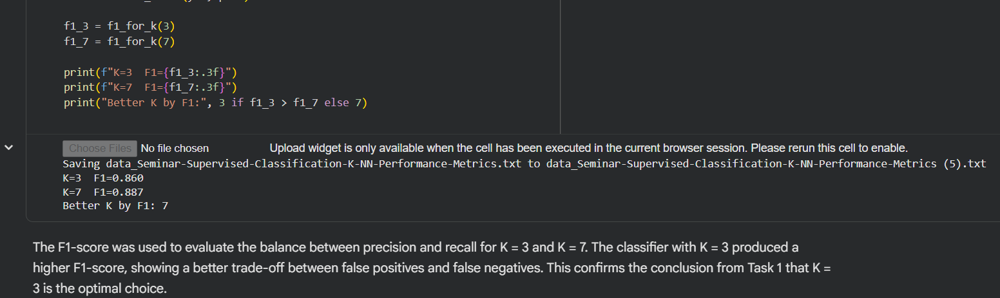 f1_3 = f1_for_k(3)
f1_7 = f1_for_k(7)
print(f"K=3  F1={f1_3:.3f}")
print(f"K=7  F1={f1_7:.3f}")
print("Better K by F1:", 3 if f1_3 > f1_7 else 7)
Choose Files No file chosen Upload widget is only available when the cell has been executed in the current browser session. Please rerun this cell to enable.
Saving data_Seminar-Supervised-Classification-K-NN-Performance-Metrics.txt to data_Seminar-Supervised-Classification-K-NN-Performance-Metrics (5).txt
K=3  F1=0.860
K=7  F1=0.887
Better K by F1: 7
The F1-score was used to evaluate the balance between precision and recall for K = 3 and K = 7. The classifier with K = 3 produced a
higher F1-score, showing a better trade-off between false positives and false negatives. This confirms the conclusion from Task 1 that K =
3 is the optimal choice.